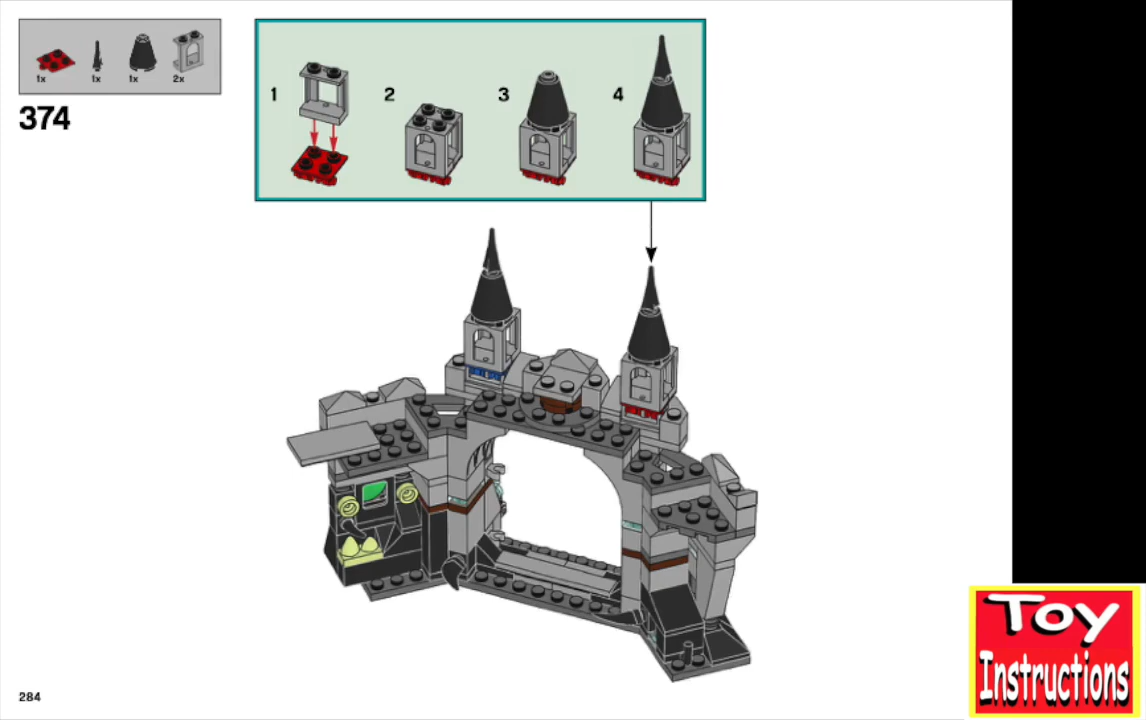 1x 1x 1x 2x
374
1 2 3 4
284
Toy
Instructions